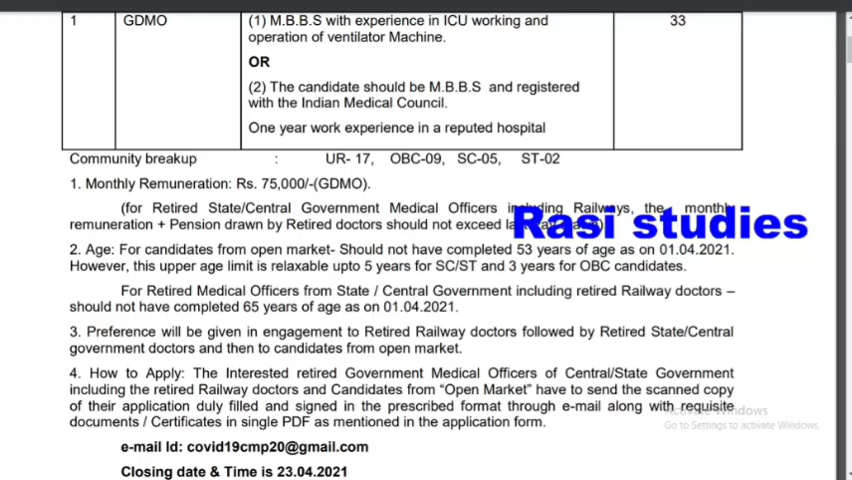 1 GDMO (1) M.B.B.S with experience in ICU working and 33
operation of ventilator Machine.
OR
(2) The candidate should be M.B.B.S and registered
with the Indian Medical Council.
One year work experience in a reputed hospital
Community breakup : UR- 17, OBC-09, SC-05, ST-02
1. Monthly Remuneration: Rs. 75,000/-(GDMO).
(for Retired State/Central Government Medical Officers including Railways, the monthly
remuneration + Pension drawn by Retired doctors should not exceed
Rasi studies
2. Age: For candidates from open market- Should not have completed 53 years of age as on 01.04.2021.
However, this upper age limit is relaxable upto 5 years for SC/ST and 3 years for OBC candidates.
For Retired Medical Officers from State / Central Government including retired Railway doctors –
should not have completed 65 years of age as on 01.04.2021.
3. Preference will be given in engagement to Retired Railway doctors followed by Retired State/Central
government doctors and then to candidates from open market.
4. How to Apply: The Interested retired Government Medical Officers of Central/State Government
including the retired Railway doctors and Candidates from “Open Market” have to send the scanned copy
of their application duly filled and signed in the prescribed format through e-mail along with requisite
documents / Certificates in single PDF as mentioned in the application form.
Activate Windows
Go to Settings to activate Windows.
e-mail Id: covid19cmp20@gmail.com
Closing date & Time is 23.04.2021